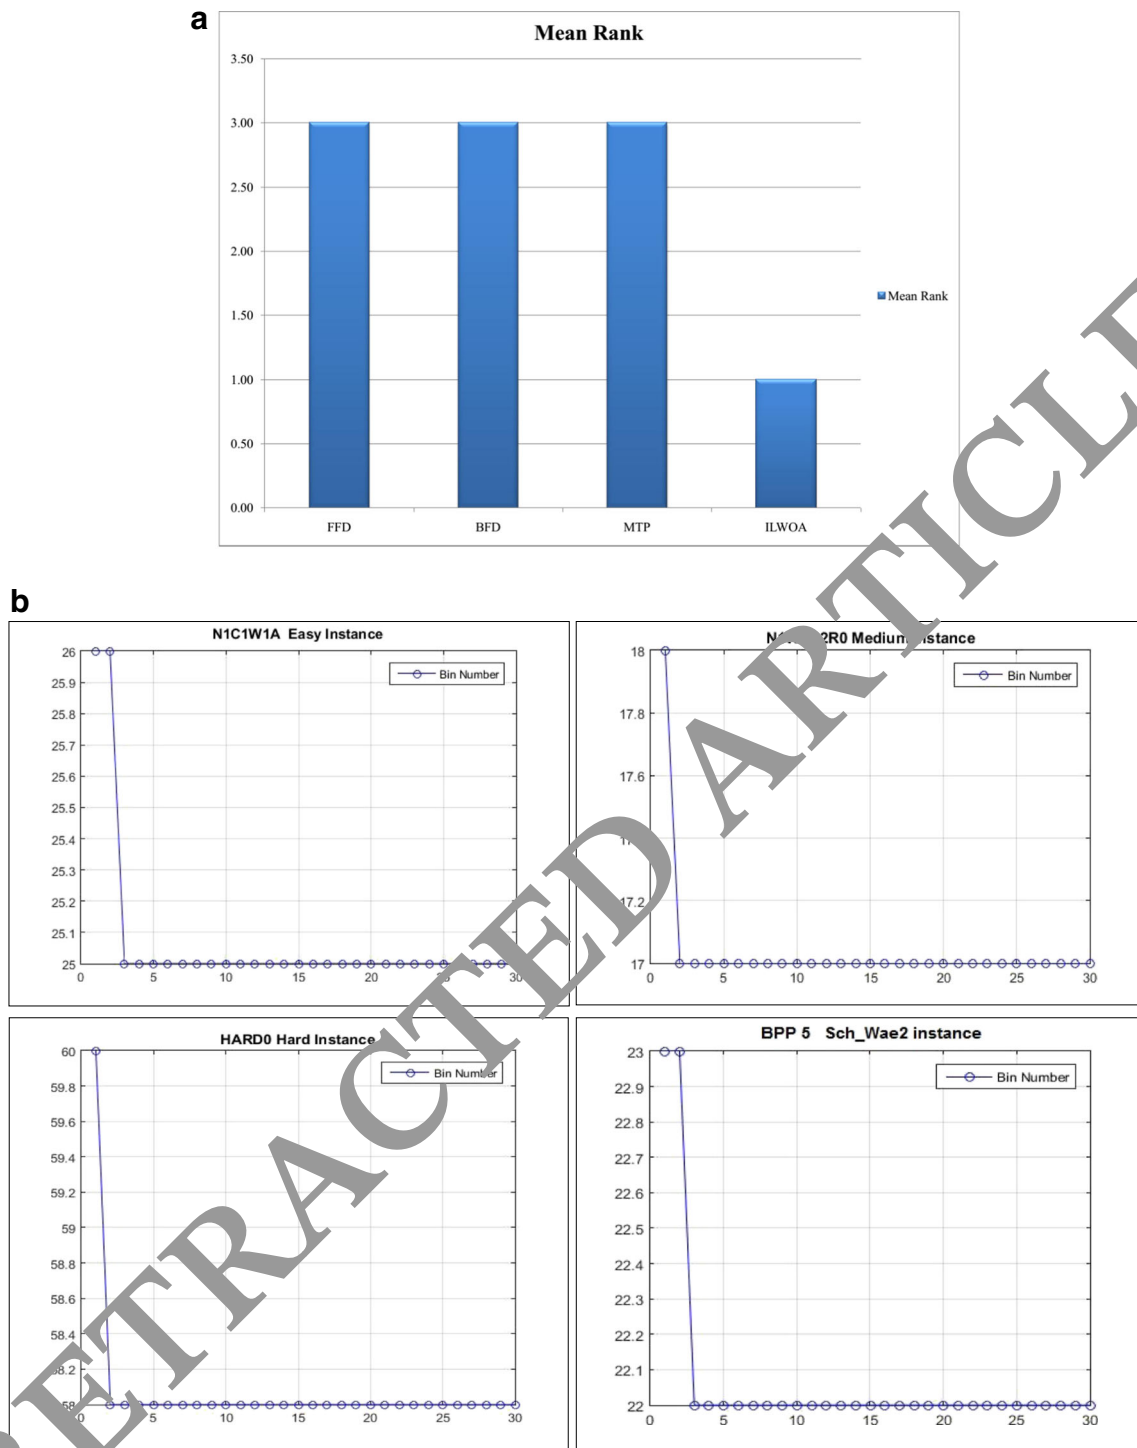 a
Mean Rank
3.50
3.00
2.50
2.00
1.50
1.00
0.50
0.00
FFD BFD MTP ILWOA
Mean Rank
b
N1C1W1A Easy Instance
26
25.9
25.8
25.7
25.6
25.5
25.4
25.3
25.2
25.1
25
0 5 10 15 20 25 30
Bin Number
Medium
18
17.8
17.6
17.2
17
0 5 10 15 20 25 30
Bin Number
HARD0 Hard Instance
60
59.8
59.6
59.4
59.2
59
58.8
58.6
58.4
0 5 10 15 20 25 30
Bin Number
BPP 5 Sch_Wae2 instance
23
22.9
22.8
22.7
22.6
22.5
22.4
22.3
22.2
22.1
22
0 5 10 15 20 25 30
Bin Number
RETRACTED ARTICLE